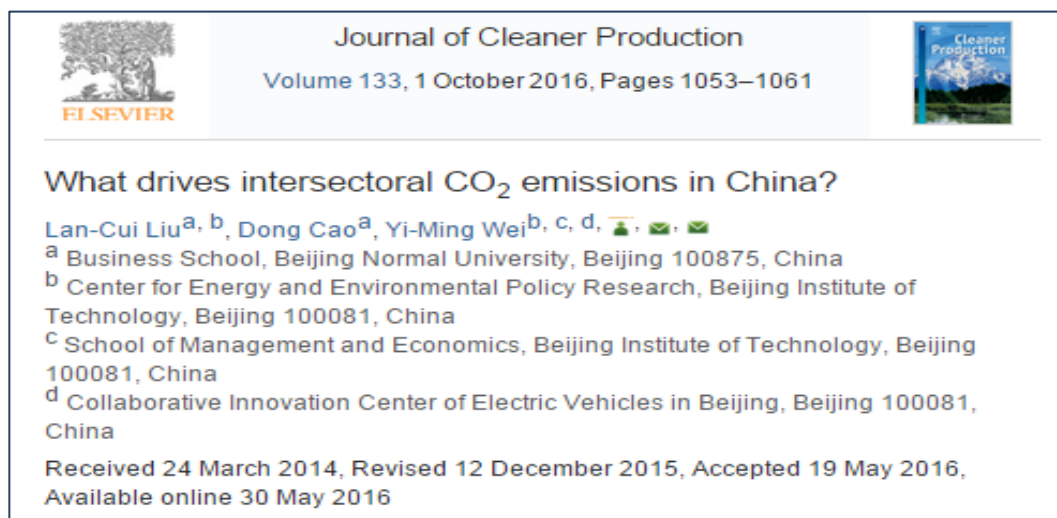 Journal of Cleaner Production
Volume 133, 1 October 2016, Pages 1053–1061
ELSEVIER
Cleaner
Production
What drives intersectoral CO₂ emissions in China?
Lan-Cui Liuᵃ, ᵇ, Dong Caoᵃ, Yi-Ming Weiᵇ, ᶜ, ᵈ,
ᵃ Business School, Beijing Normal University, Beijing 100875, China
ᵇ Center for Energy and Environmental Policy Research, Beijing Institute of
Technology, Beijing 100081, China
ᶜ School of Management and Economics, Beijing Institute of Technology, Beijing
100081, China
ᵈ Collaborative Innovation Center of Electric Vehicles in Beijing, Beijing 100081,
China
Received 24 March 2014, Revised 12 December 2015, Accepted 19 May 2016,
Available online 30 May 2016